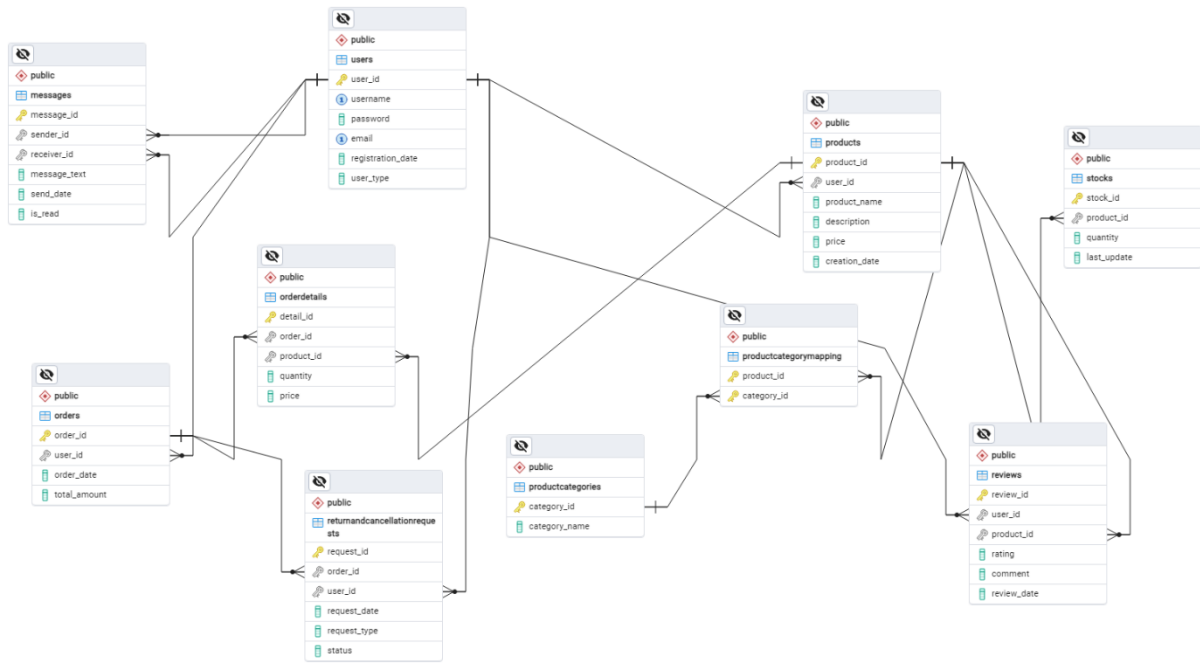 public
users
user_id
username
password
email
registration_date
user_type
public
messages
message_id
sender_id
receiver_id
message_text
send_date
is_read
public
products
product_id
user_id
product_name
description
price
creation_date
public
stocks
stock_id
product_id
quantity
last_update
public
orderdetails
detail_id
order_id
product_id
quantity
price
public
productcategorymapping
product_id
category_id
public
orders
order_id
user_id
order_date
total_amount
public
productcategories
category_id
category_name
public
reviews
review_id
user_id
product_id
rating
comment
review_date
public
returnandcancellationreque
sts
request_id
order_id
user_id
request_date
request_type
status